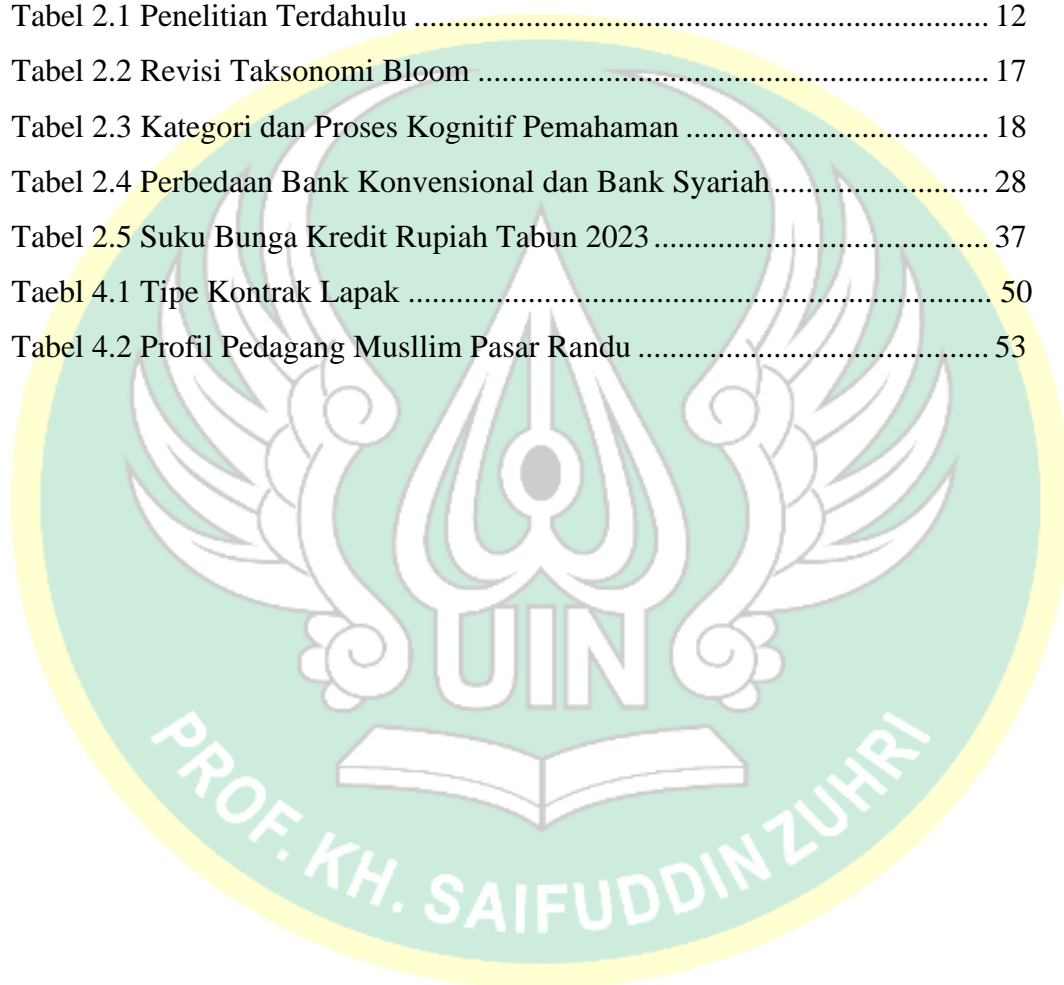 Tabel 2.1 Penelitian Terdahulu ........................................................................ 12
Tabel 2.2 Revisi Taksonomi Bloom ................................................................ 17
Tabel 2.3 Kategori dan Proses Kognitif Pemahaman ...................................... 18
Tabel 2.4 Perbedaan Bank Konvensional dan Bank Syariah ........................... 28
Tabel 2.5 Suku Bunga Kredit Rupiah Tabun 2023 .......................................... 37
Taebl 4.1 Tipe Kontrak Lapak ......................................................................... 50
Tabel 4.2 Profil Pedagang Musllim Pasar Randu ............................................ 53
UIN
PROF. KH. SAIFUDDIN ZUHRI